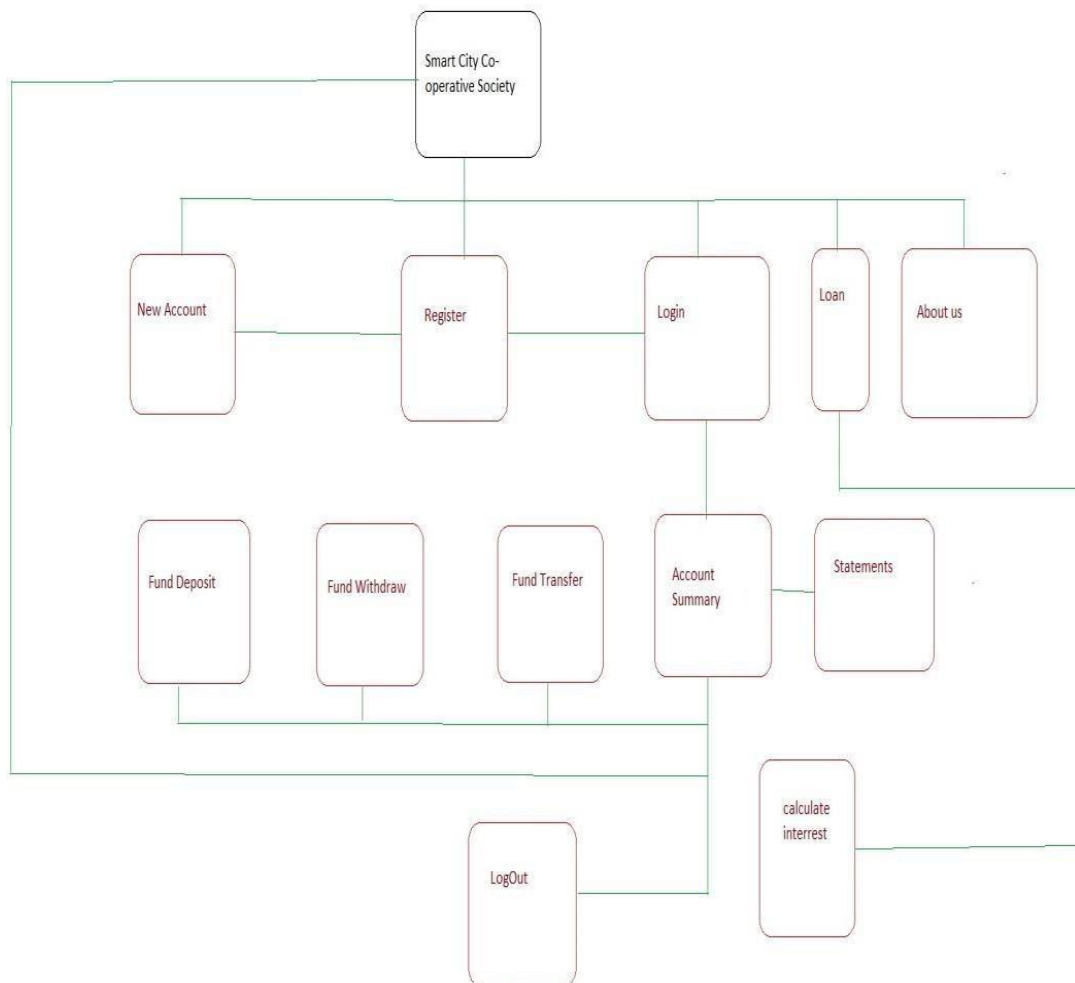 Smart City Co-
operative Society
New Account
Register
Login
Loan
About us
Fund Deposit
Fund Withdraw
Fund Transfer
Account
Summary
Statements
calculate
interrest
LogOut